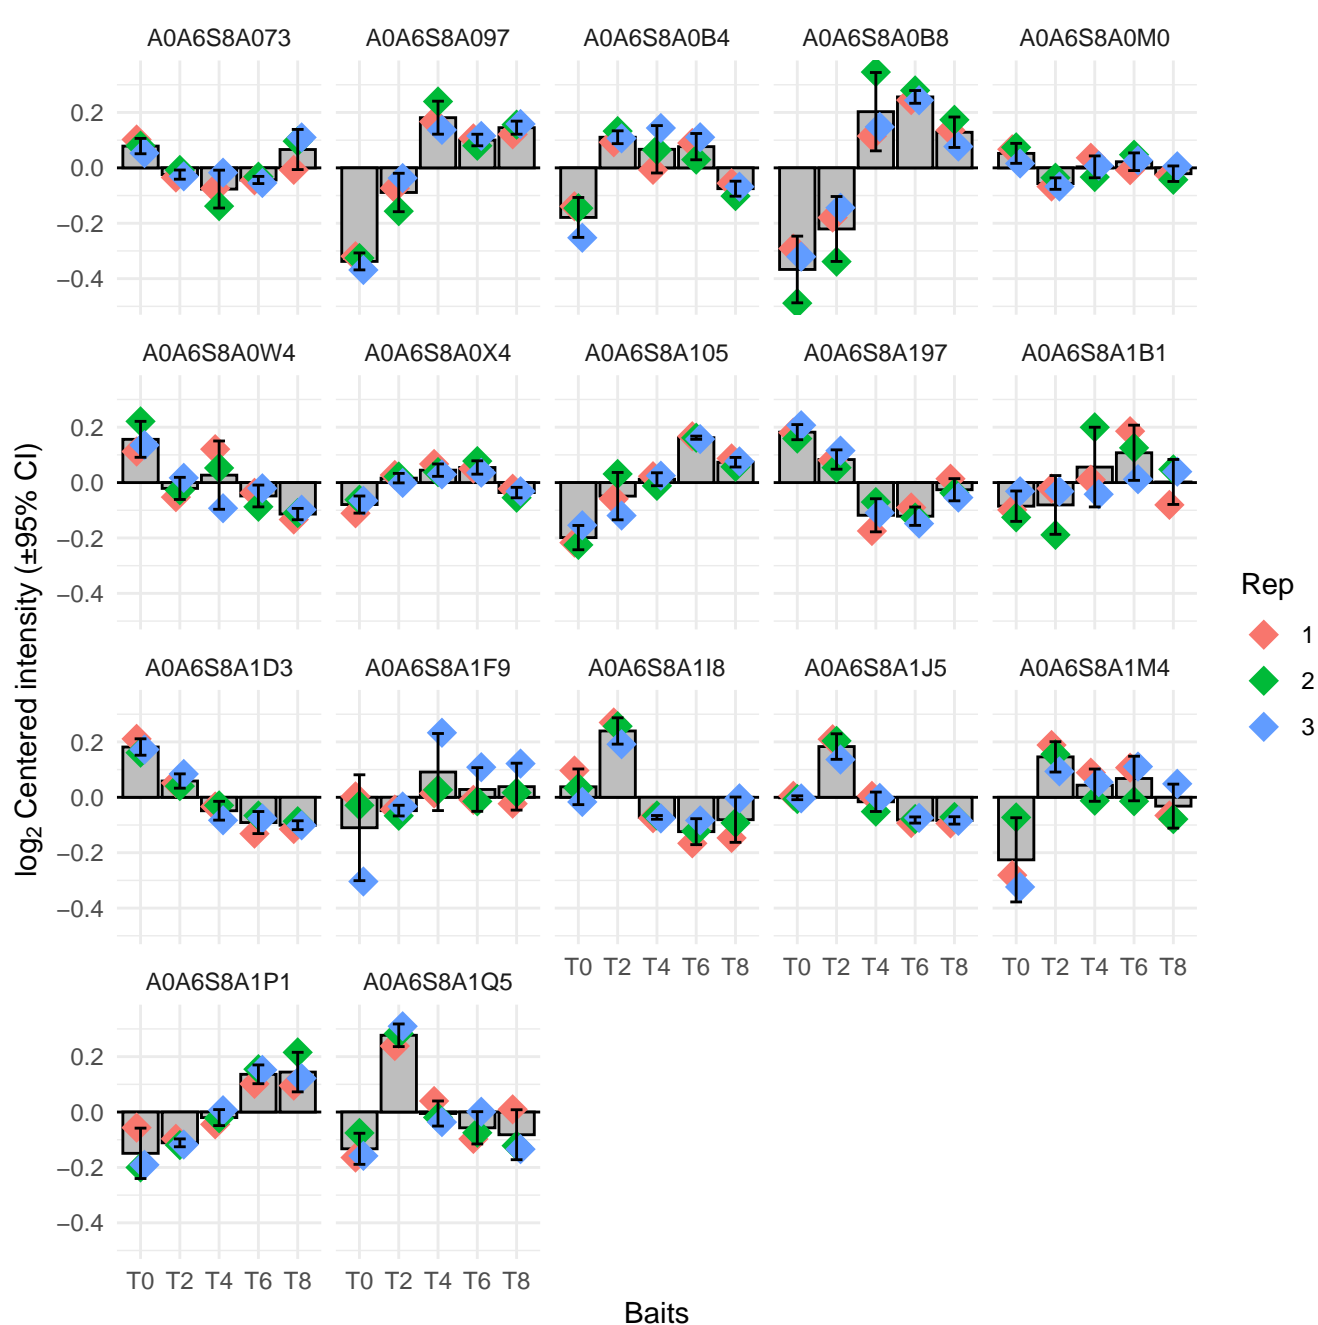 A0A6S8A073 A0A6S8A097 A0A6S8A0B4 A0A6S8A0B8 A0A6S8A0M0
0.2
0.0
−0.2
−0.4
A0A6S8A0W4 A0A6S8A0X4 A0A6S8A105 A0A6S8A197 A0A6S8A1B1
0.2
0.0
−0.2
−0.4
A0A6S8A1D3 A0A6S8A1F9 A0A6S8A1I8 A0A6S8A1J5 A0A6S8A1M4
0.2
0.0
−0.2
−0.4
T0 T2 T4 T6 T8 T0 T2 T4 T6 T8 T0 T2 T4 T6 T8
A0A6S8A1P1 A0A6S8A1Q5
0.2
0.0
−0.2
−0.4
T0 T2 T4 T6 T8 T0 T2 T4 T6 T8
Baits
log2 Centered intensity (±95% CI)
Rep
1
2
3